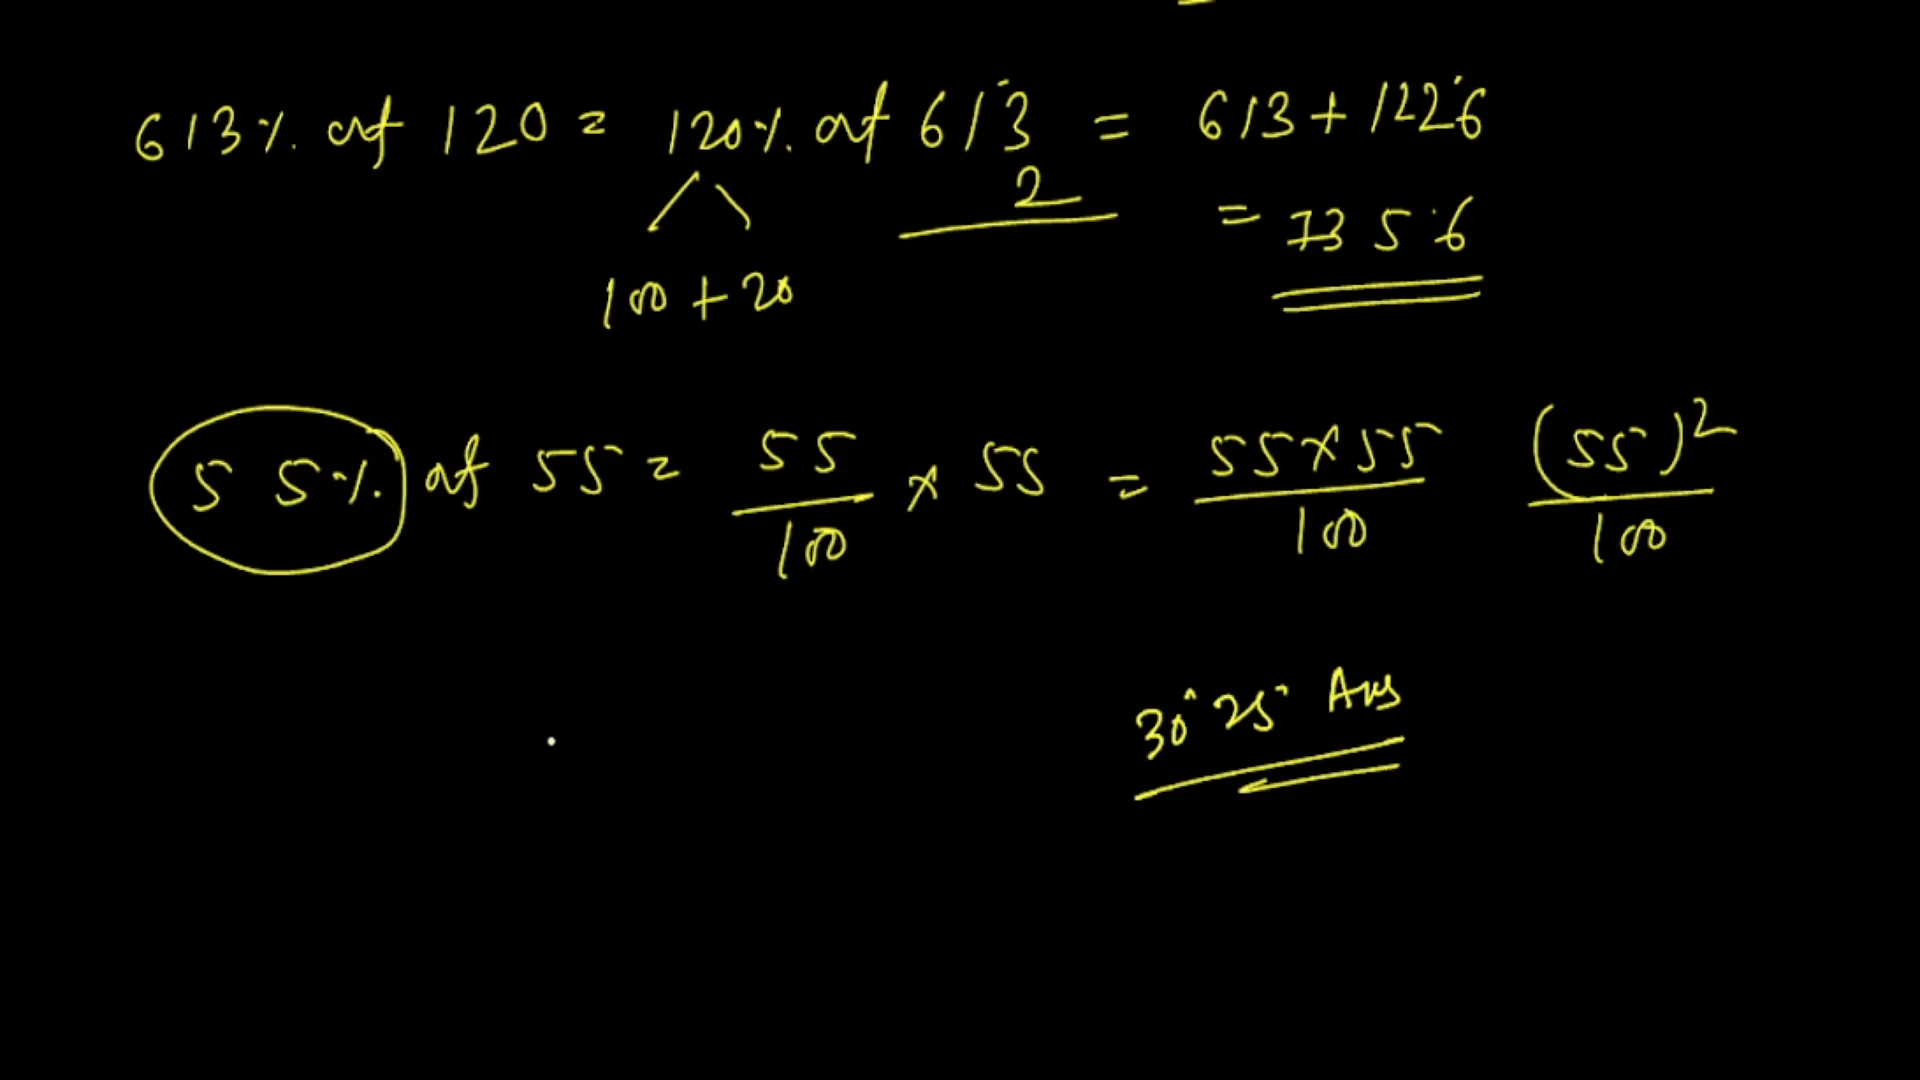 613% of 120 = 120% of 613 = 613 + 122.6
2
= 735.6
100 + 20
55% of 55 = 55/100 × 55 = 55×55/100 (55)²/100
30.25 Ans